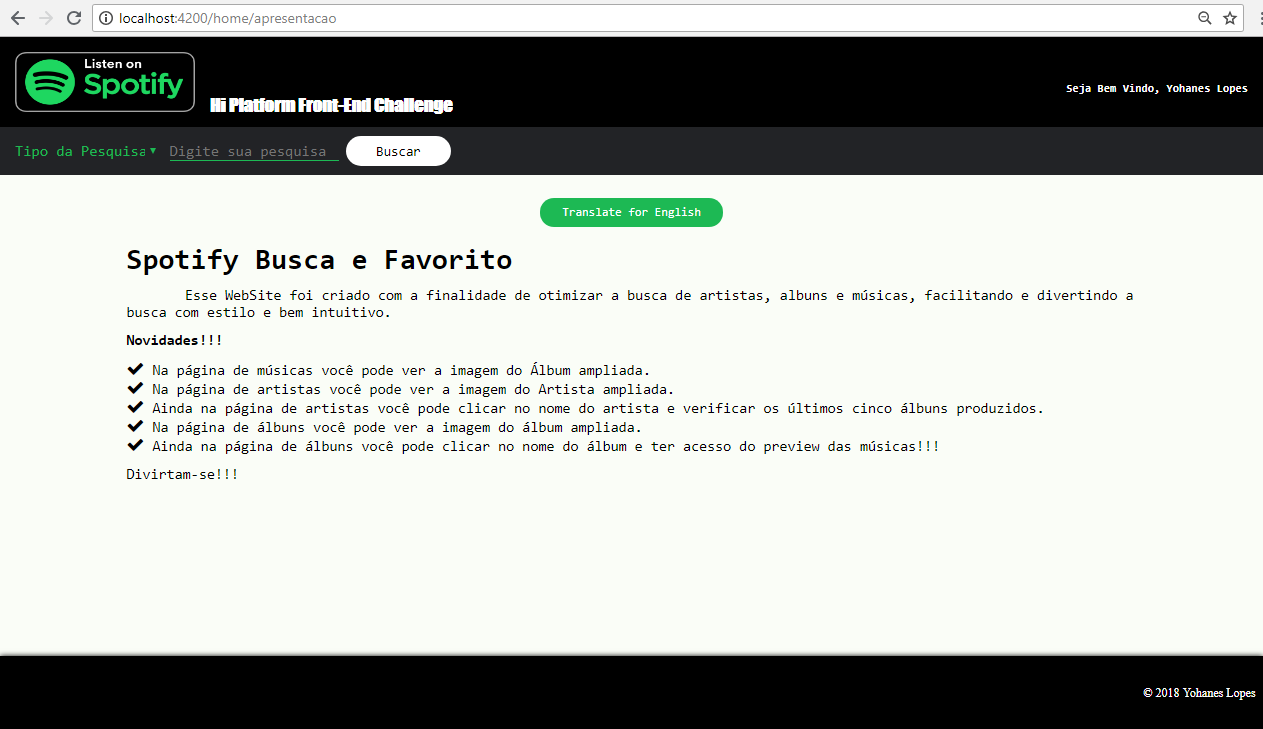 localhost:4200/home/apresentacao
Listen on
Spotify
Hi Platform Front-End Challenge
Seja Bem Vindo, Yohanes Lopes
Tipo da Pesquisa
Digite sua pesquisa
Buscar
Translate for English
Spotify Busca e Favorito
Esse WebSite foi criado com a finalidade de otimizar a busca de artistas, albuns e músicas, facilitando e divertindo a
busca com estilo e bem intuitivo.
Novidades!!!
Na página de músicas você pode ver a imagem do Álbum ampliada.
Na página de artistas você pode ver a imagem do Artista ampliada.
Ainda na página de artistas você pode clicar no nome do artista e verificar os últimos cinco álbuns produzidos.
Na página de álbuns você pode ver a imagem do álbum ampliada.
Ainda na página de álbuns você pode clicar no nome do álbum e ter acesso do preview das músicas!!!
Divirtam-se!!!
© 2018 Yohanes Lopes